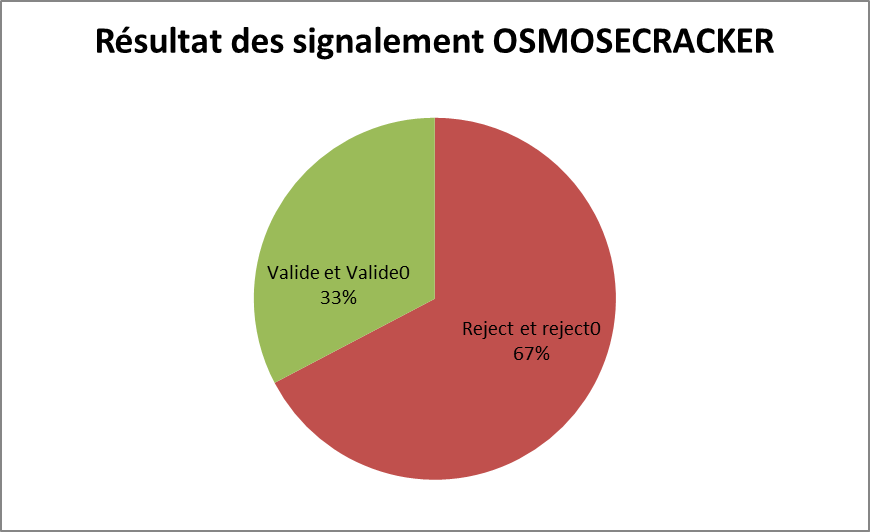 Résultat des signalement OSMOSECRACKER
Valide et Valide0
33%
Reject et reject0
67%